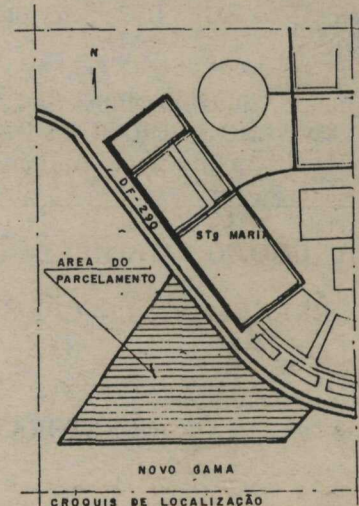 N
DF-290
STª MARIA
AREA DO
PARCELAMENTO
NOVO GAMA
CROQUIS DE LOCALIZAÇÃO